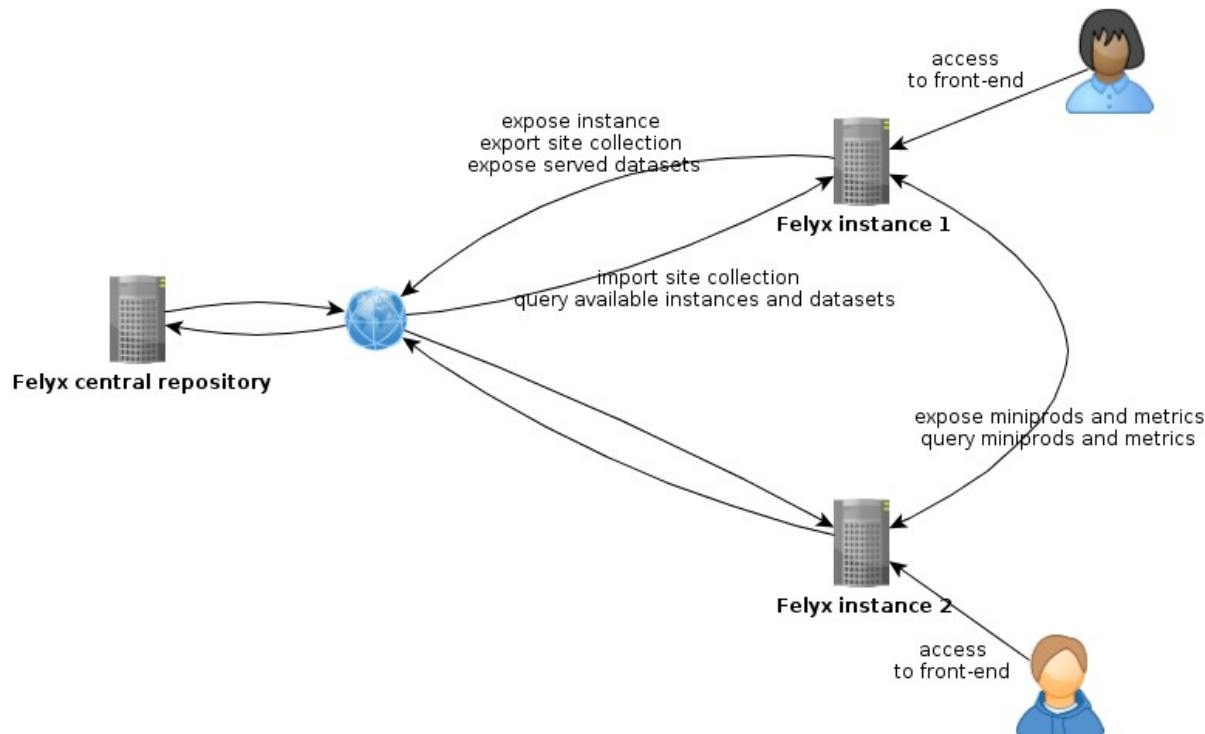 access
to front-end
expose instance
export site collection
expose served datasets
Felyx instance 1
import site collection
query available instances and datasets
Felyx central repository
expose miniprods and metrics
query miniprods and metrics
Felyx instance 2
access
to front-end